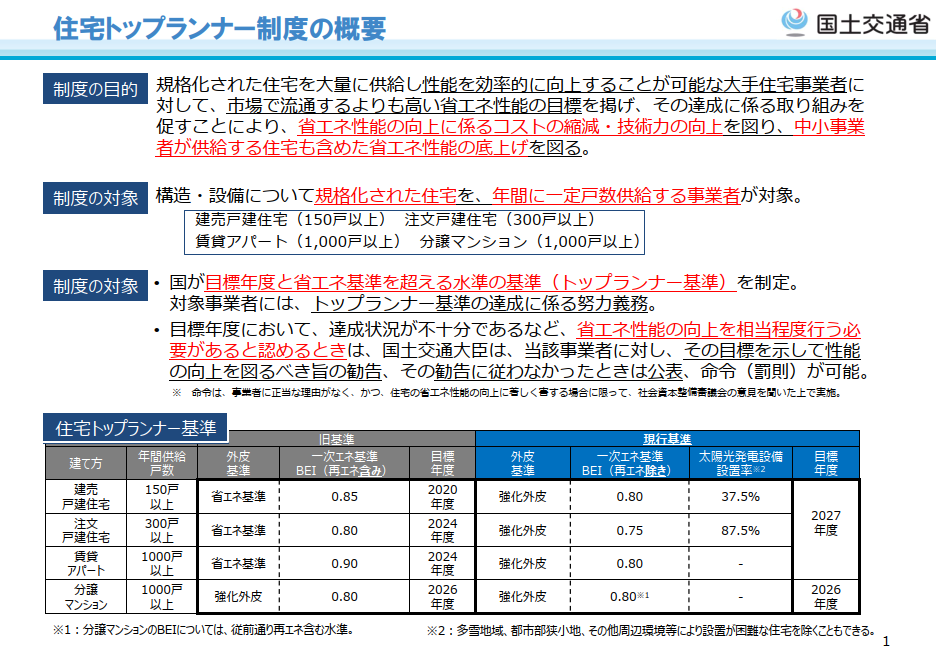 住宅トップランナー制度の概要
国土交通省
制度の目的
規格化された住宅を大量に供給し性能を効率的に向上することが可能な大手住宅事業者に
対して、市場で流通するよりも高い省エネ性能の目標を掲げ、その達成に係る取り組みを
促すことにより、省エネ性能の向上に係るコストの縮減・技術力の向上を図り、中小事業
者が供給する住宅も含めた省エネ性能の底上げを図る。
制度の対象
構造・設備について規格化された住宅を、年間に一定戸数供給する事業者が対象。
建売戸建住宅（150戸以上） 注文戸建住宅（300戸以上）
賃貸アパート（1,000戸以上） 分譲マンション（1,000戸以上）
制度の対象
• 国が目標年度と省エネ基準を超える水準の基準（トップランナー基準）を制定。
対象事業者には、トップランナー基準の達成に係る努力義務。
• 目標年度において、達成状況が不十分であるなど、省エネ性能の向上を相当程度行う必
要があると認めるときは、国土交通大臣は、当該事業者に対し、その目標を示して性能
の向上を図るべき旨の勧告、その勧告に従わなかったときは公表、命令（罰則）が可能。
※ 命令は、事業者に正当な理由がなく、かつ、住宅の省エネ性能の向上に著しく害する場合に限って、社会資本整備審議会の意見を聞いた上で実施。
住宅トップランナー基準
旧基準 現行基準
建て方 年間供給戸数 外皮基準 一次エネ基準BEI（再エネ含み） 目標年度 外皮基準 一次エネ基準BEI（再エネ除き） 太陽光発電設備設置率※2 目標年度
建売戸建住宅 150戸以上 省エネ基準 0.85 2020年度 強化外皮 0.80 37.5% 2027年度
注文戸建住宅 300戸以上 省エネ基準 0.80 2024年度 強化外皮 0.75 87.5%
賃貸アパート 1000戸以上 省エネ基準 0.90 2024年度 強化外皮 0.80 -
分譲マンション 1000戸以上 強化外皮 0.80 2026年度 強化外皮 0.80※1 - 2026年度
※1：分譲マンションのBEIについては、従前通り再エネ含む水準。
※2：多雪地域、都市部狭小地、その他周辺環境等により設置が困難な住宅を除くこともできる。
1